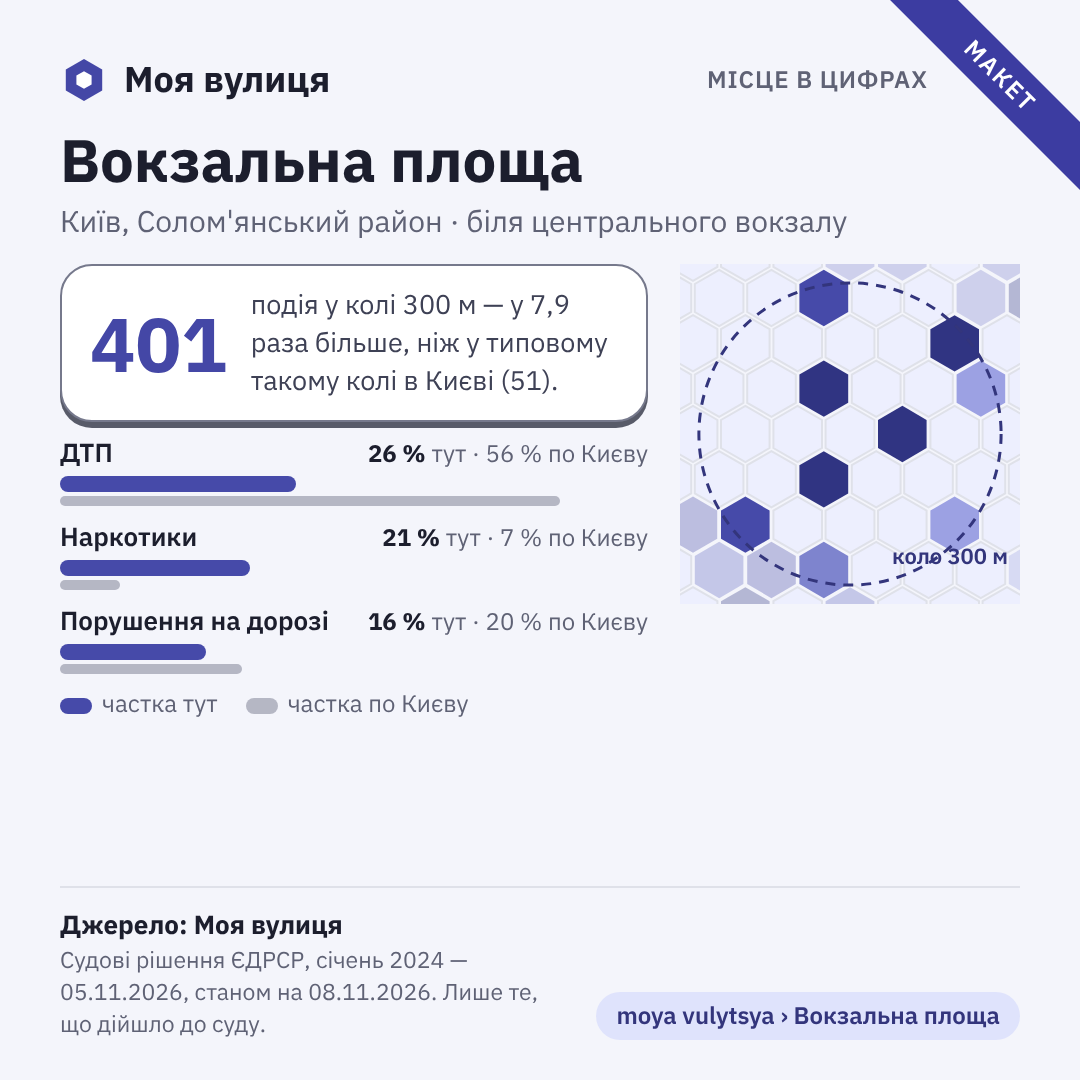 Моя вулиця
МІСЦЕ В ЦИФРАХ
МАКЕТ
Вокзальна площа
Київ, Солом'янський район · біля центрального вокзалу
401
подія у колі 300 м — у 7,9
раза більше, ніж у типовому
такому колі в Києві (51).
ДТП 26 % тут · 56 % по Києву
Наркотики 21 % тут · 7 % по Києву
Порушення на дорозі 16 % тут · 20 % по Києву
частка тут частка по Києву
коло 300 м
Джерело: Моя вулиця
Судові рішення ЄДРСР, січень 2024 —
05.11.2026, станом на 08.11.2026. Лише те,
що дійшло до суду.
moya vulytsya › Вокзальна площа